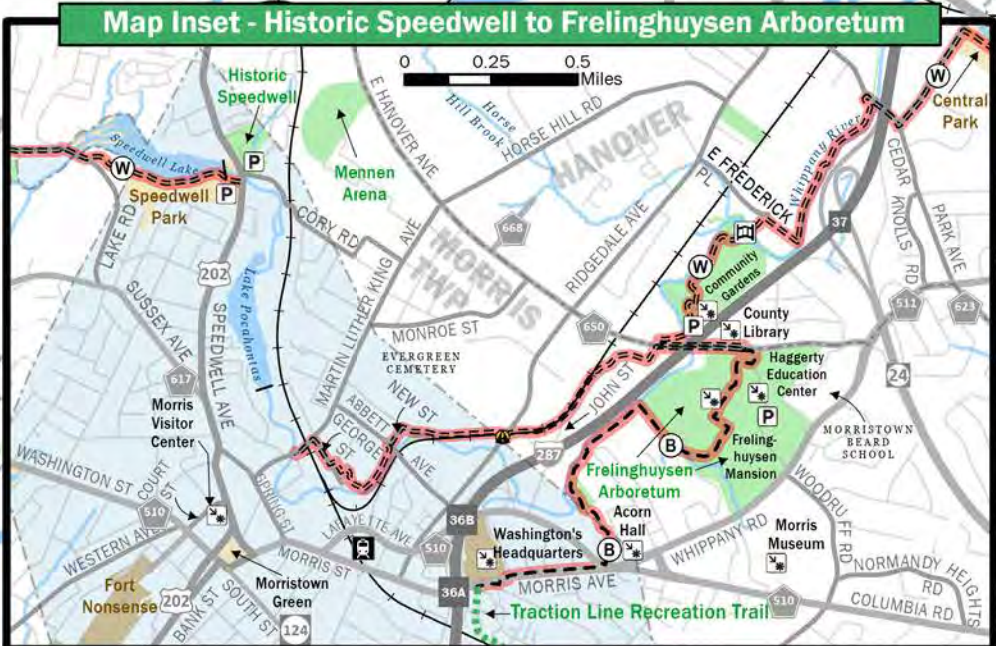 Map Inset - Historic Speedwell to Frelinghuysen Arboretum
0 0.25 0.5
Miles
Historic
Speedwell
Mennen
Arena
E HANOVER AVE
Horse
Hill Brook
HORSE HILL RD
HANOVER
Whippany River
W
Central
Park
Speedwell Lake
W
P
P
Speedwell
Park
LAKE RD
CORY RD
668
E FREDERICK
PL
CEDAR
KNOLLS RD
PARK AVE
37
202
Lake Pocahontas
SUSSEX AVE
SPEEDWELL AVE
MARTIN LUTHER KING AVE
MORRIS
TWP
RIDGEDALE AVE
W
Community
Gardens
P
County
Library
511
623
650
MONROE ST
EVERGREEN
CEMETERY
617
Morris
Visitor
Center
NEW ST
ABBETT
AVE
GEORGE
ST
JOHN ST
287
Haggerty
Education
Center
P
24
MORRISTOWN
BEARD
SCHOOL
B
Freling-
huysen
Mansion
Frelinghuysen
Arboretum
WASHINGTON ST
COURT
ST
510
WESTERN AVE
SPRING ST
LAFAYETTE AVE
510
36B
Washington's
Headquarters
Acorn
Hall
B
WHIPPANY RD
WOODRUFF RD
Morris
Museum
NORMANDY HEIGHTS
RD
COLUMBIA RD
510
MORRIS ST
36A
MORRIS AVE
Fort
Nonsense
202
BANK ST
SOUTH ST
124
Morristown
Green
Traction Line Recreation Trail